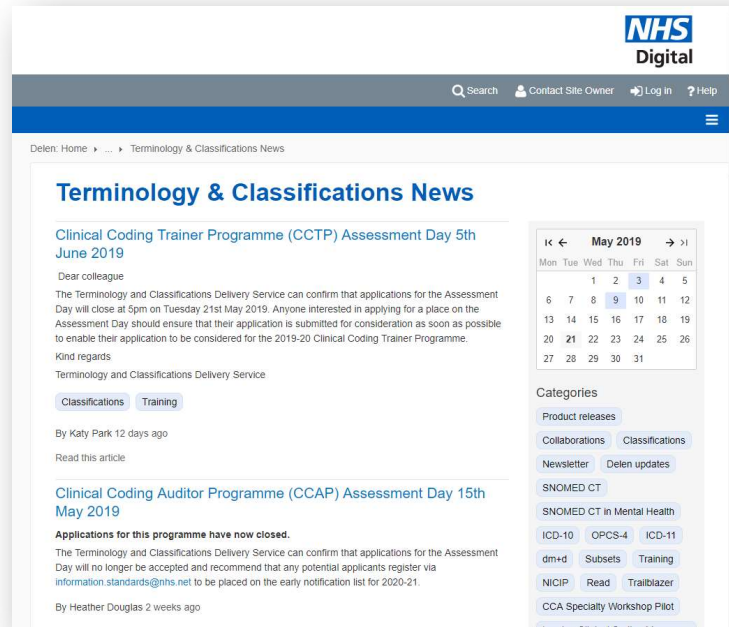 NHS
Digital
Search Contact Site Owner Log in ? Help
Delen: Home ... Terminology & Classifications News
Terminology & Classifications News
Clinical Coding Trainer Programme (CCTP) Assessment Day 5th
June 2019
Dear colleague
The Terminology and Classifications Delivery Service can confirm that applications for the Assessment
Day will close at 5pm on Tuesday 21st May 2019. Anyone interested in applying for a place on the
Assessment Day should ensure that their application is submitted for consideration as soon as possible
to enable their application to be considered for the 2019-20 Clinical Coding Trainer Programme.
Kind regards
Terminology and Classifications Delivery Service
Classifications Training
By Katy Park 12 days ago
Read this article
Clinical Coding Auditor Programme (CCAP) Assessment Day 15th
May 2019
Applications for this programme have now closed.
The Terminology and Classifications Delivery Service can confirm that applications for the Assessment
Day will no longer be accepted and recommend that any potential applicants register via
information.standards@nhs.net to be placed on the early notification list for 2020-21.
By Heather Douglas 2 weeks ago
May 2019
Mon Tue Wed Thu Fri Sat Sun
1 2 3 4 5
6 7 8 9 10 11 12
13 14 15 16 17 18 19
20 21 22 23 24 25 26
27 28 29 30 31
Categories
Product releases
Collaborations Classifications
Newsletter Delen updates
SNOMED CT
SNOMED CT in Mental Health
ICD-10 OPCS-4 ICD-11
dm+d Subsets Training
NICIP Read Trailblazer
CCA Specialty Workshop Pilot